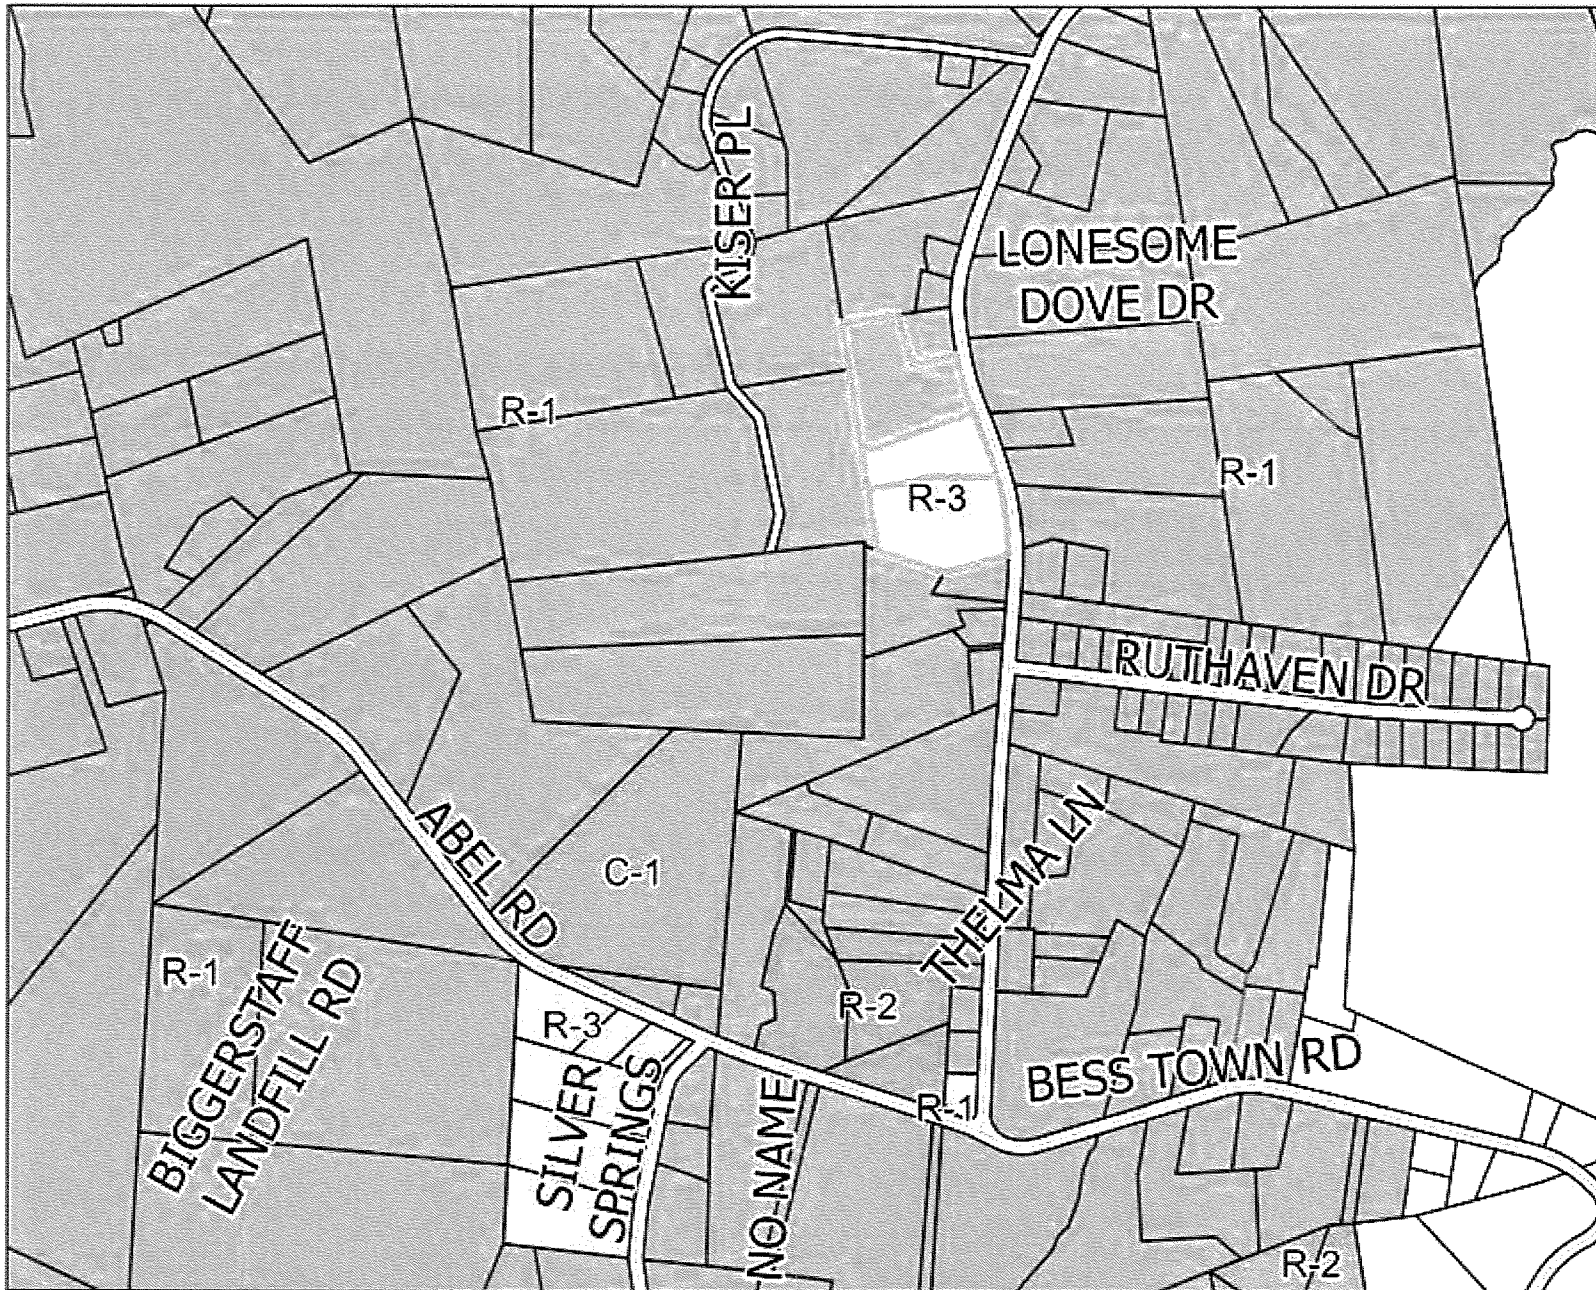 KISER PL
LONESOME
DOVE DR
R-1
R-1
R-3
RUTHAVEN DR
ABEL RD
C-1
THELMA LN
R-1
BIGGERSTAFF
LANDFILL RD
R-3
R-2
SILVER
SPRINGS
NO NAME
R-1
BESS TOWN RD
R-2